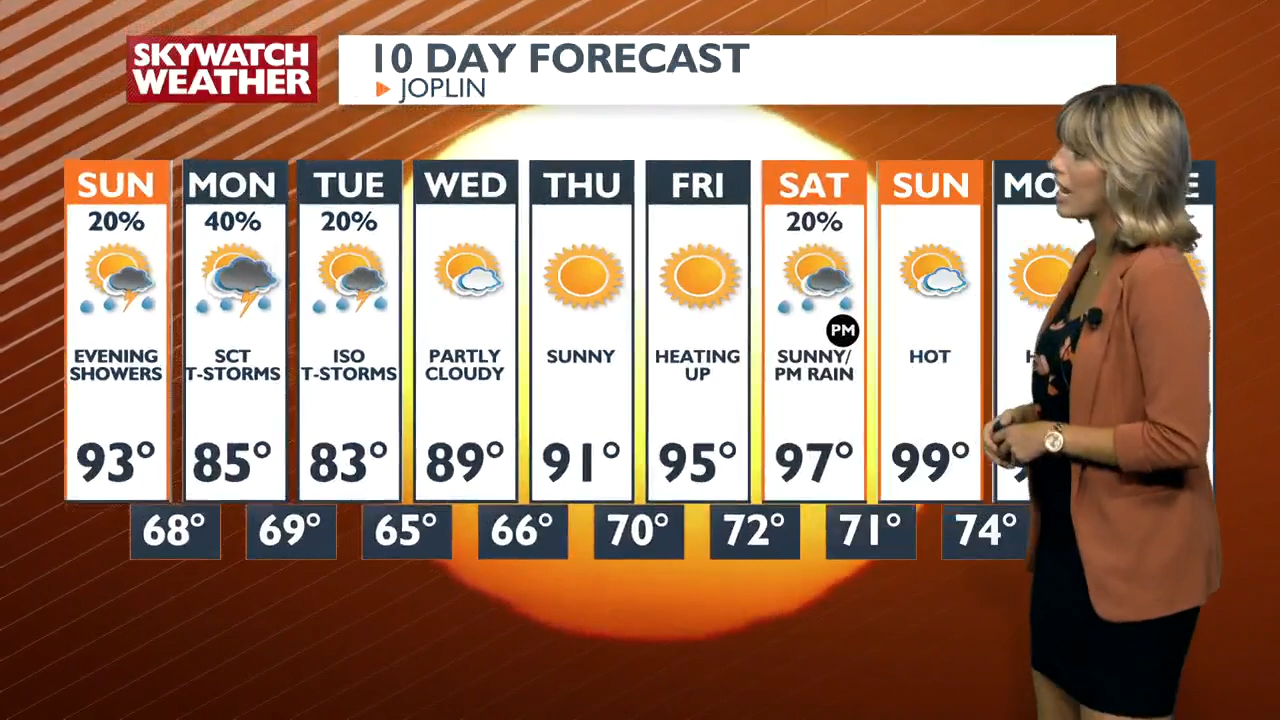 SKYWATCH
WEATHER
10 DAY FORECAST
JOPLIN
SUN
20%
EVENING
SHOWERS
93°
MON
40%
SCT
T-STORMS
85°
TUE
20%
ISO
T-STORMS
83°
WED
PARTLY
CLOUDY
89°
THU
SUNNY
91°
FRI
HEATING
UP
95°
SAT
20%
PM
SUNNY/
PM RAIN
97°
SUN
HOT
99°
68°
69°
65°
66°
70°
72°
71°
74°